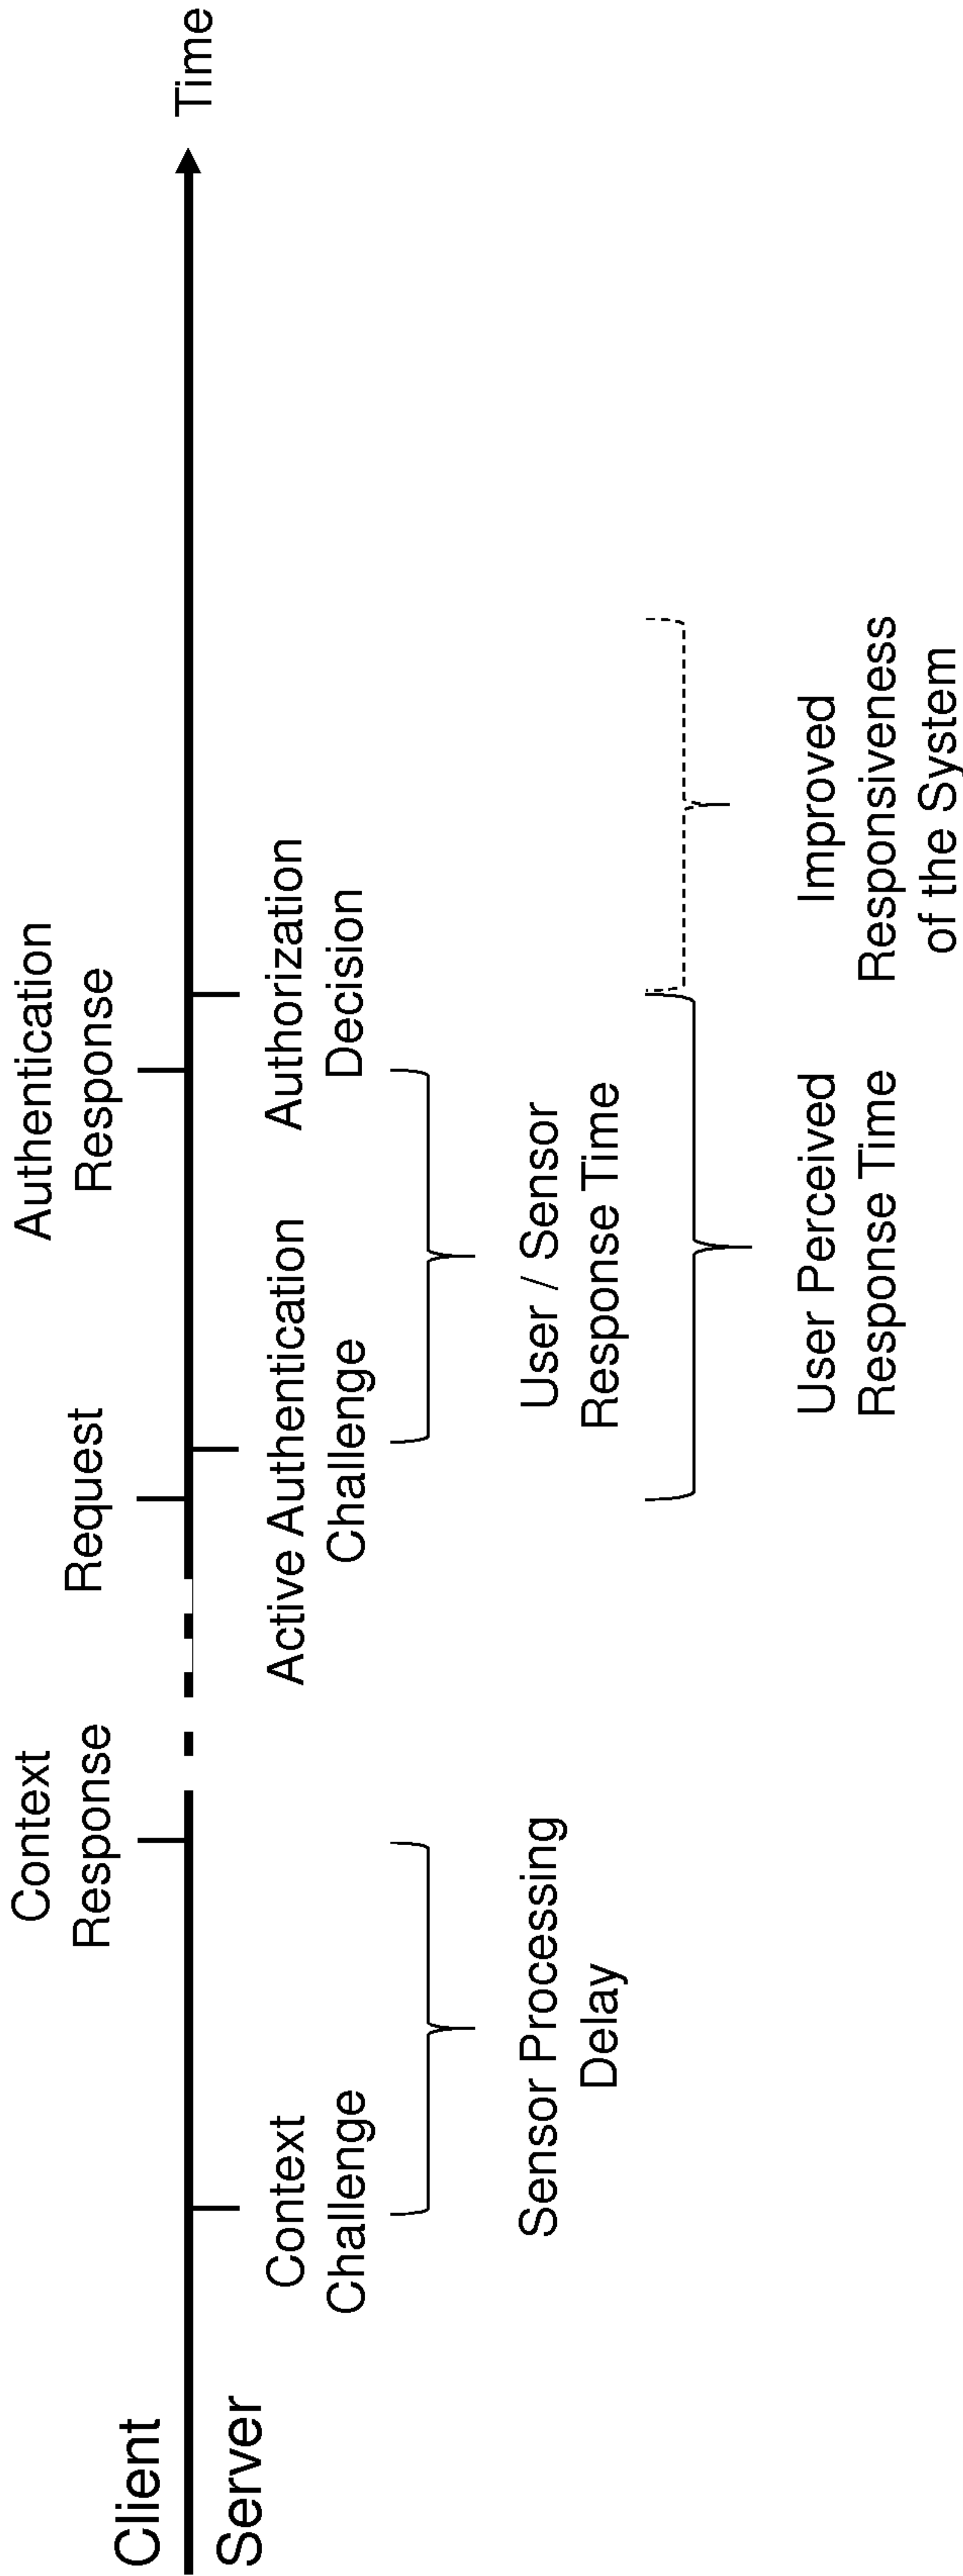 Client
Server
Context
Challenge
Context
Response
Request
Active Authentication
Challenge
Authentication
Response
Authorization
Decision
Time
Sensor Processing
Delay
User / Sensor
Response Time
User Perceived
Response Time
Improved
Responsiveness
of the System